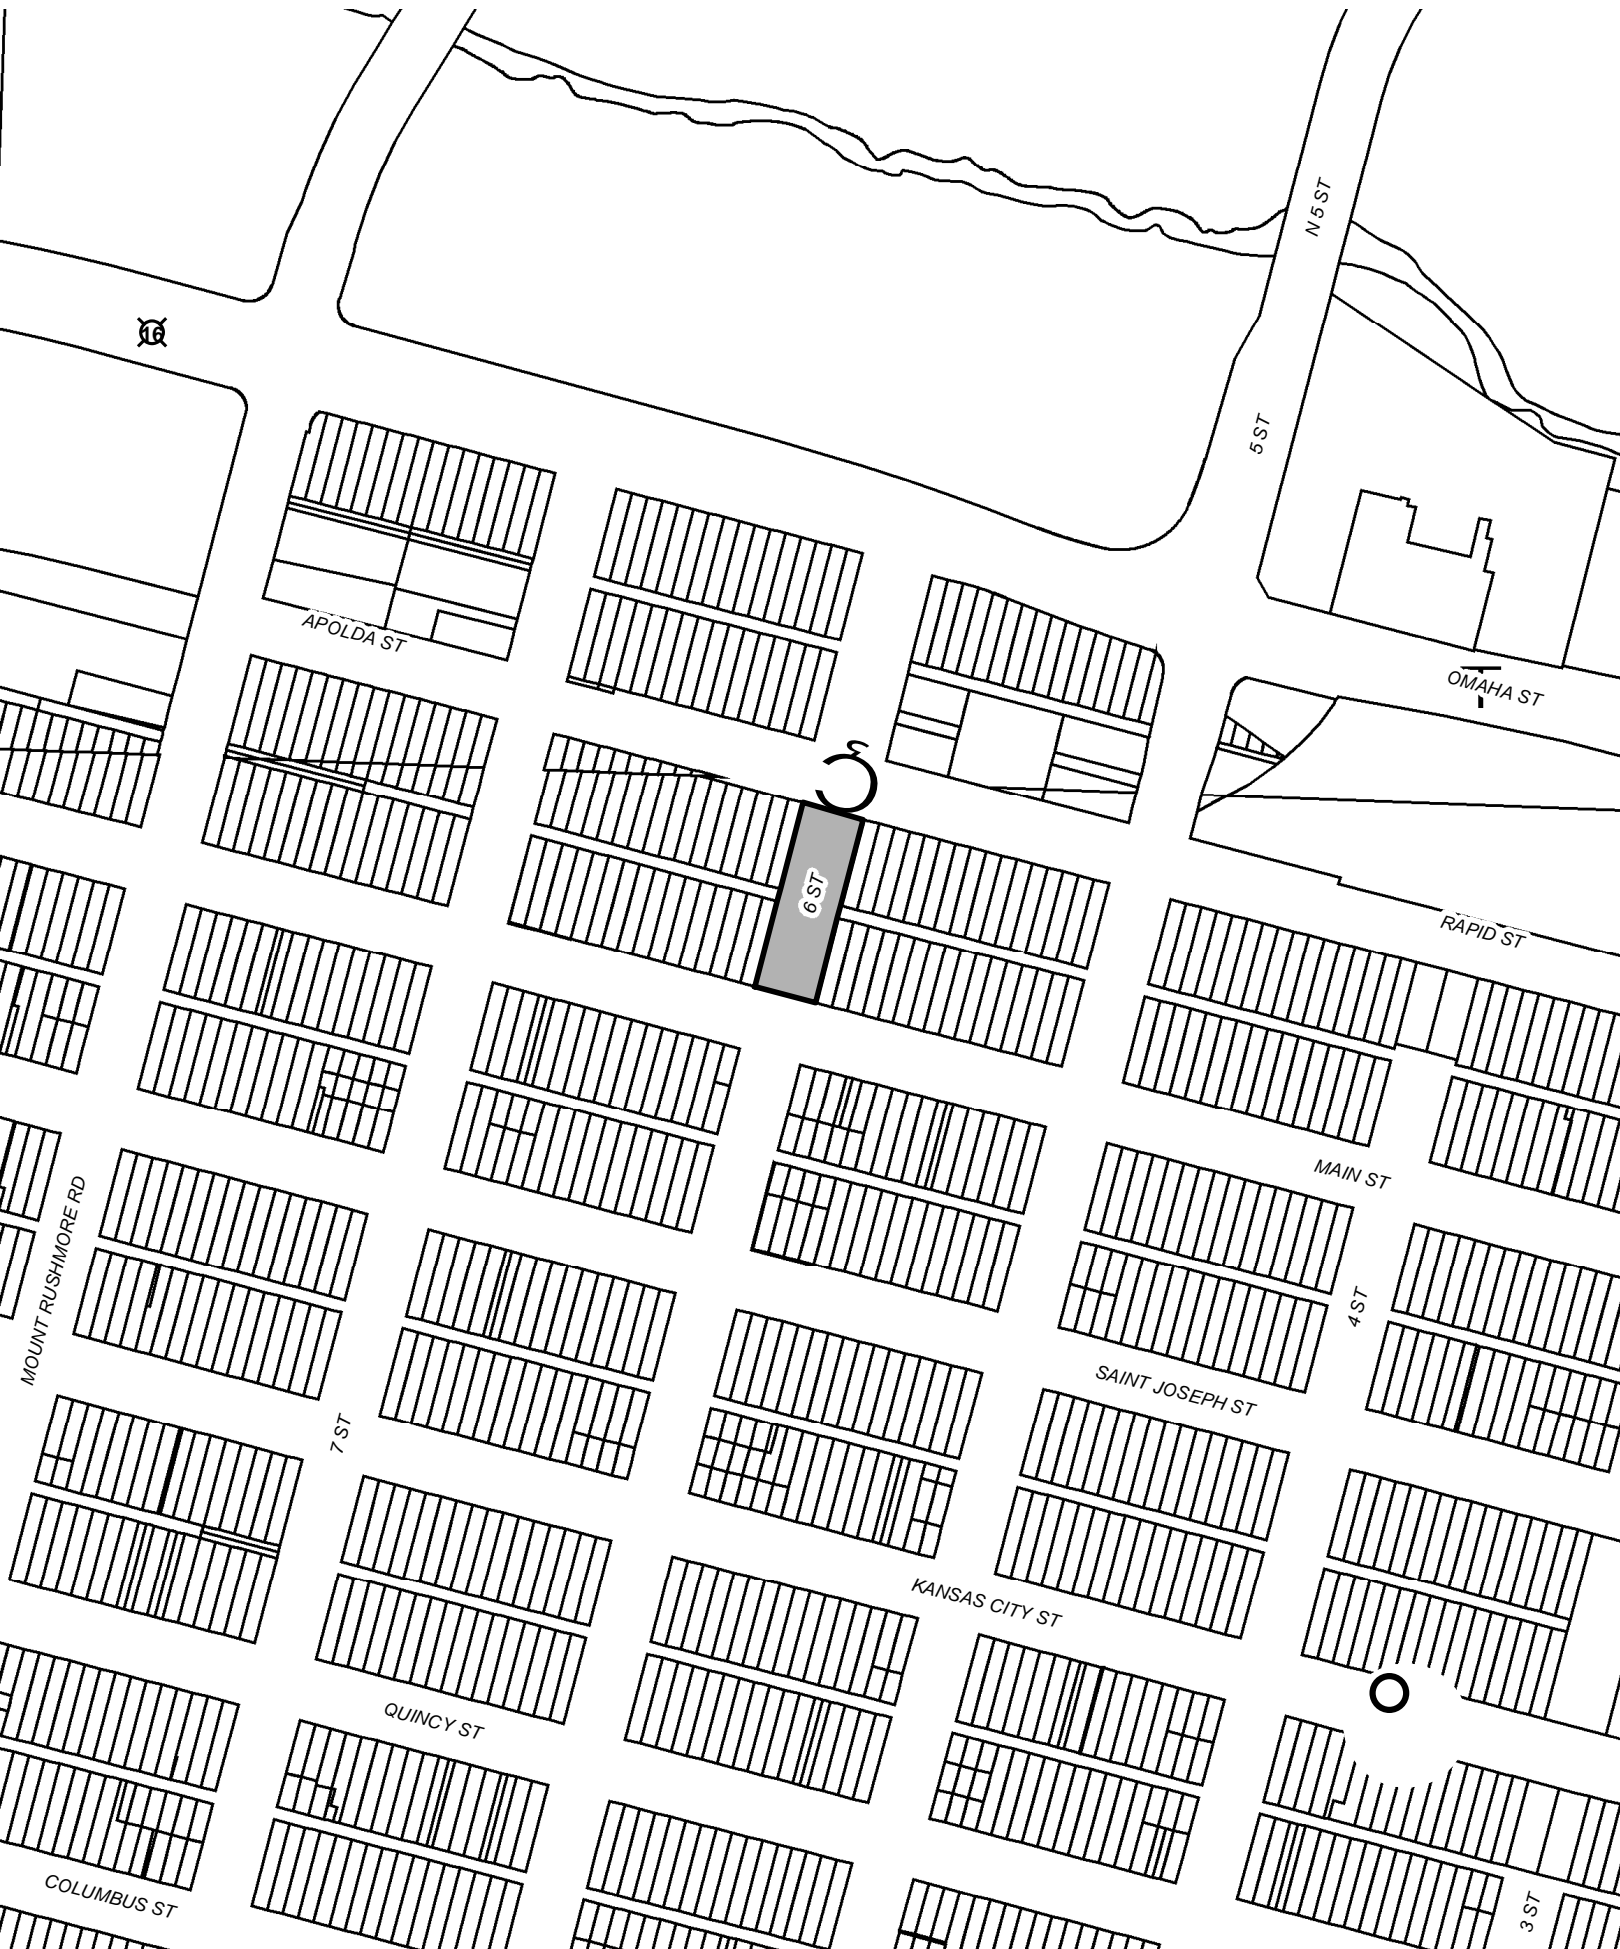 N 5 ST
16
5 ST
APOLDA ST
OMAHA ST
6 ST
RAPID ST
MAIN ST
MOUNT RUSHMORE RD
4 ST
SAINT JOSEPH ST
7 ST
KANSAS CITY ST
QUINCY ST
COLUMBUS ST
3 ST